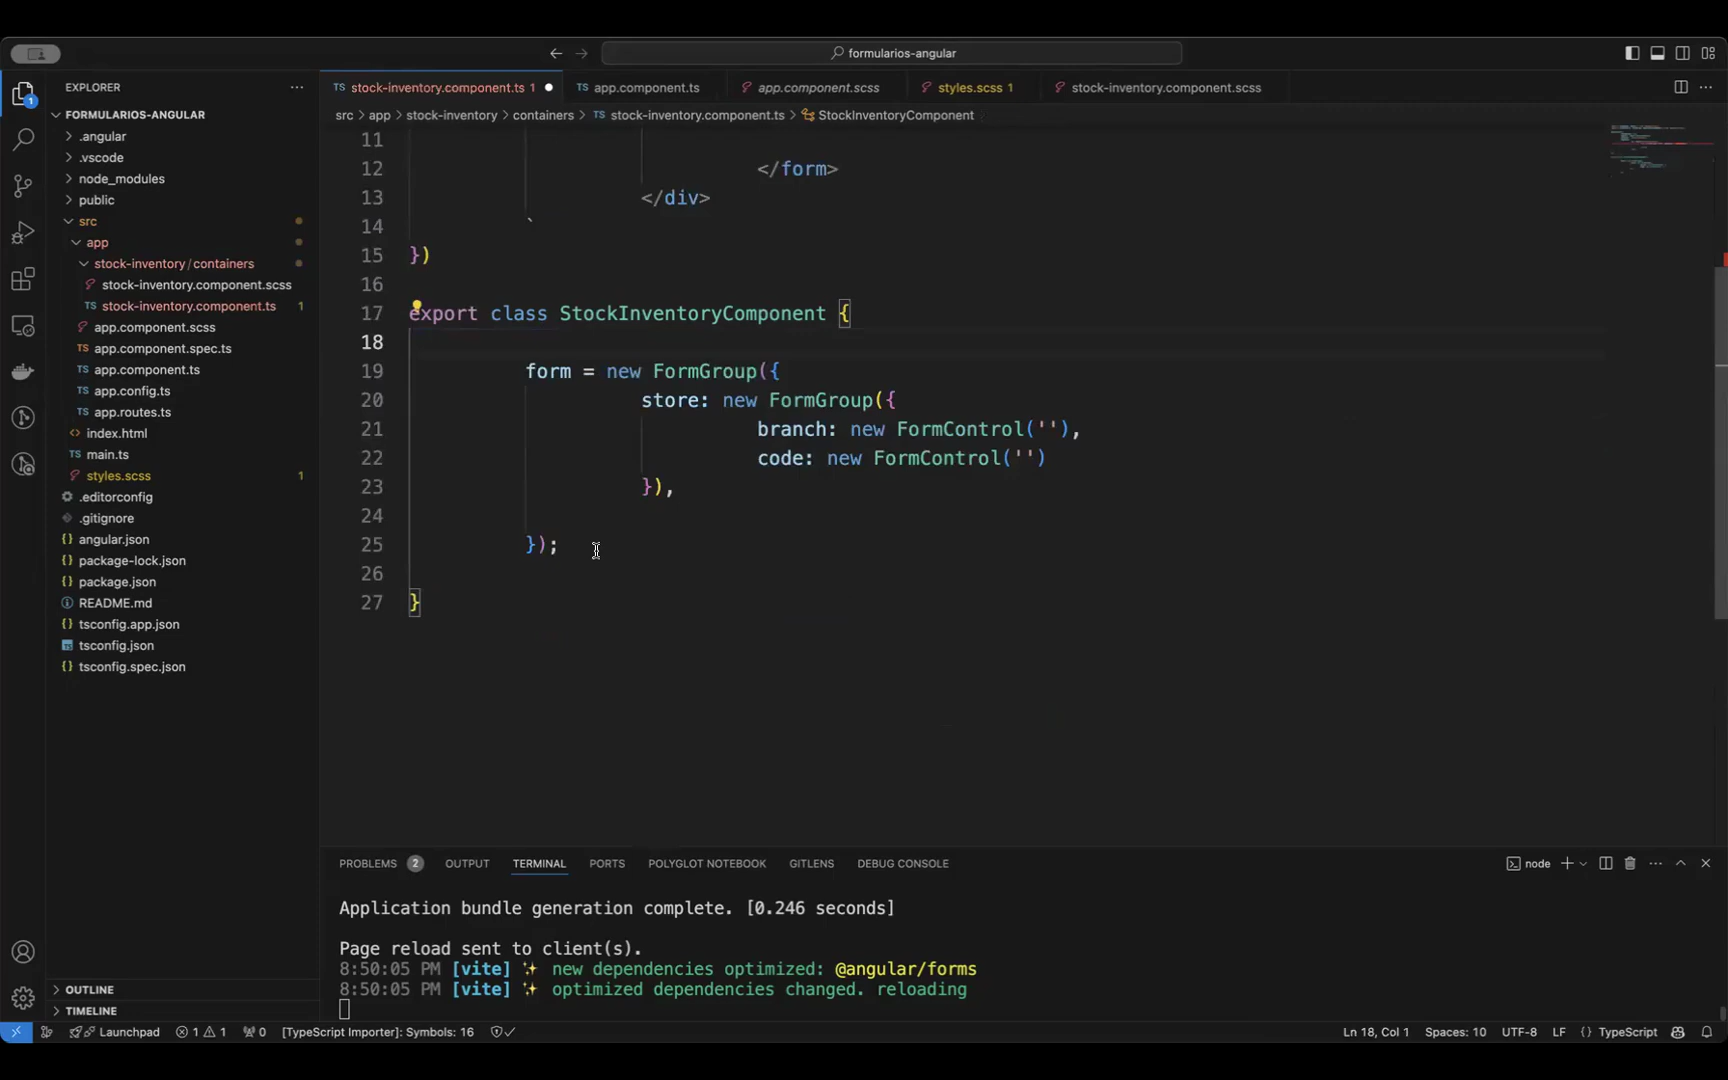 formularios-angular
EXPLORER
stock-inventory.component.ts 1
app.component.ts
app.component.scss
styles.scss 1
stock-inventory.component.scss
FORMULARIOS-ANGULAR
src > app > stock-inventory > containers > stock-inventory.component.ts > StockInventoryComponent
.angular
.vscode
node_modules
public
src
app
stock-inventory / containers
stock-inventory.component.scss
stock-inventory.component.ts 1
app.component.scss
app.component.spec.ts
app.component.ts
app.config.ts
app.routes.ts
index.html
main.ts
styles.scss 1
.editorconfig
.gitignore
angular.json
package-lock.json
package.json
README.md
tsconfig.app.json
tsconfig.json
tsconfig.spec.json
OUTLINE
TIMELINE
11
12 </form>
13 </div>
14 `
15 })
16
17 export class StockInventoryComponent {
18
19 form = new FormGroup({
20 store: new FormGroup({
21 branch: new FormControl(''),
22 code: new FormControl('')
23 }),
24
25 });
26
27 }
PROBLEMS 2 OUTPUT TERMINAL PORTS POLYGLOT NOTEBOOK GITLENS DEBUG CONSOLE
node
Application bundle generation complete. [0.246 seconds]
Page reload sent to client(s).
8:50:05 PM [vite] ✨ new dependencies optimized: @angular/forms
8:50:05 PM [vite] ✨ optimized dependencies changed. reloading
Launchpad 1 1 0 [TypeScript Importer]: Symbols: 16
Ln 18, Col 1 Spaces: 10 UTF-8 LF {} TypeScript